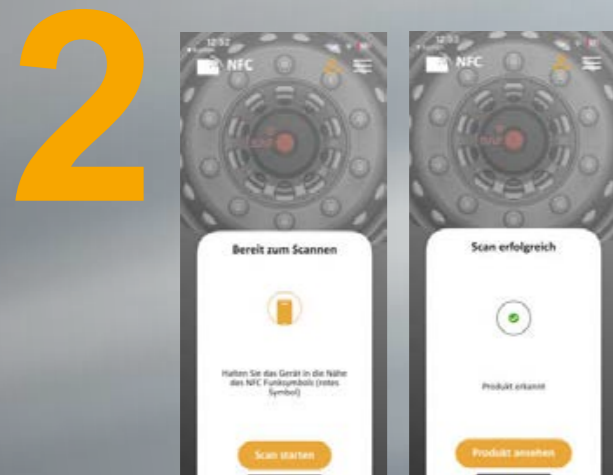 2
12:52
NFC
Bereit zum Scannen
Halten Sie das Gerät in die Nähe
des NFC Funksymbols (rotes
Symbol)
Scan starten
12:53
NFC
Scan erfolgreich
Produkt erkannt
Produkt ansehen